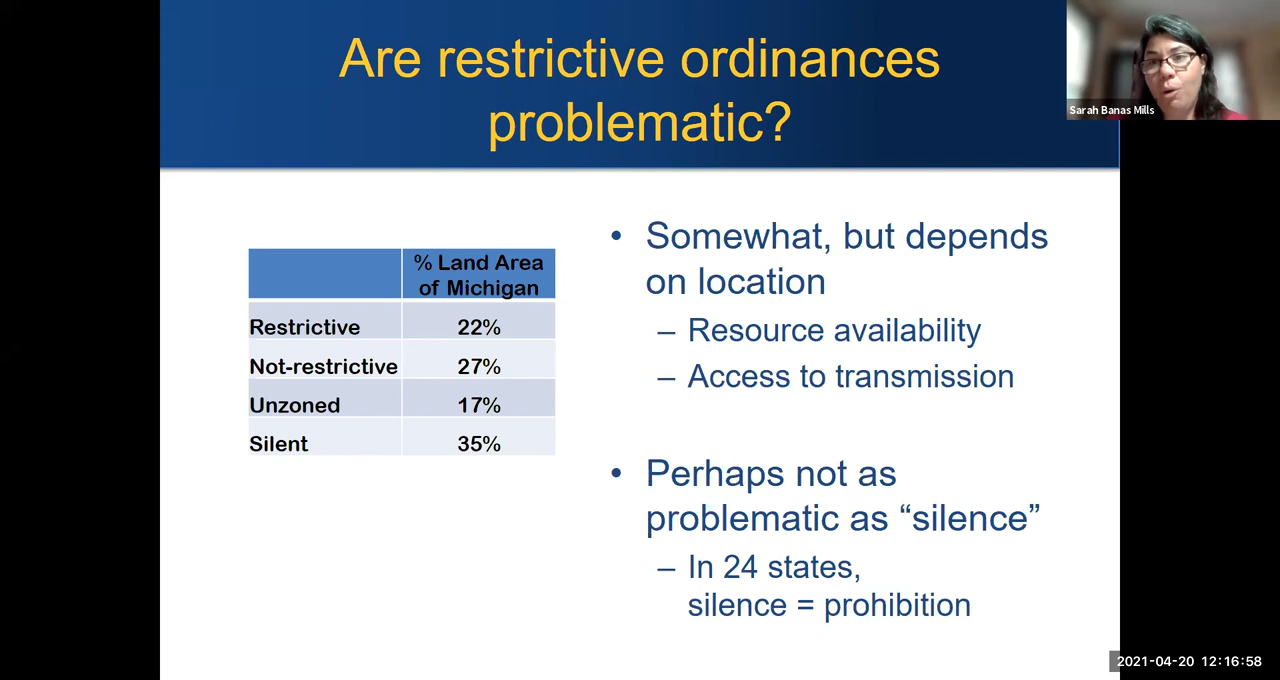 Are restrictive ordinances
problematic?
Sarah Banas Mills
% Land Area
of Michigan
Restrictive 22%
Not-restrictive 27%
Unzoned 17%
Silent 35%
• Somewhat, but depends
on location
– Resource availability
– Access to transmission
• Perhaps not as
problematic as “silence”
– In 24 states,
silence = prohibition
2021-04-20 12:16:58